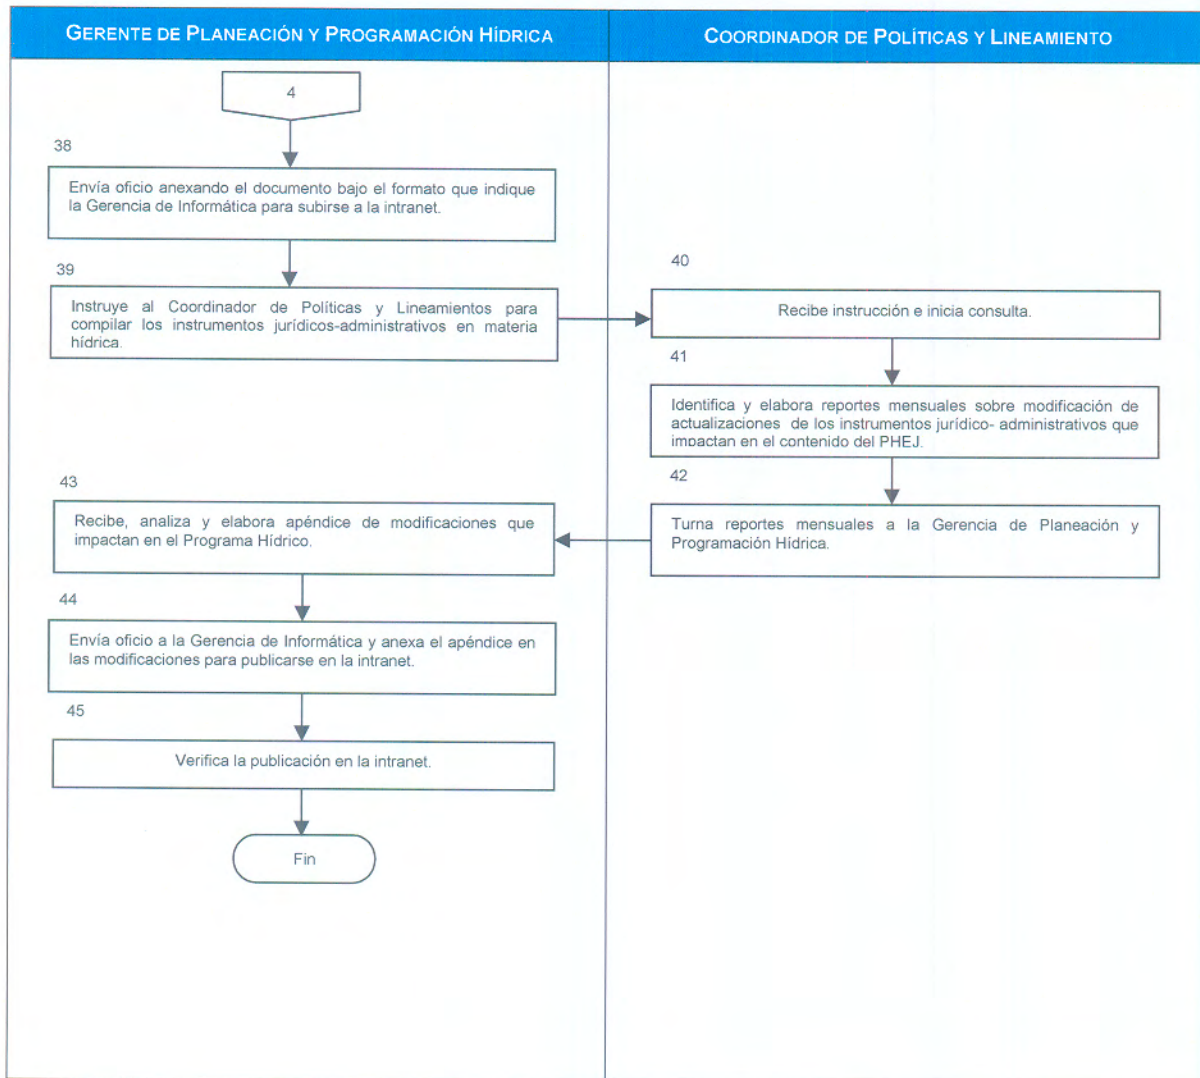 GERENTE DE PLANEACIÓN Y PROGRAMACIÓN HÍDRICA
COORDINADOR DE POLÍTICAS Y LINEAMIENTO
4
38
Envía oficio anexando el documento bajo el formato que indique
la Gerencia de Informática para subirse a la intranet.
39
Instruye al Coordinador de Políticas y Lineamientos para
compilar los instrumentos jurídicos-administrativos en materia
hídrica.
40
Recibe instrucción e inicia consulta.
41
Identifica y elabora reportes mensuales sobre modificación de
actualizaciones de los instrumentos jurídico- administrativos que
impactan en el contenido del PHEJ.
42
Turna reportes mensuales a la Gerencia de Planeación y
Programación Hídrica.
43
Recibe, analiza y elabora apéndice de modificaciones que
impactan en el Programa Hídrico.
44
Envía oficio a la Gerencia de Informática y anexa el apéndice en
las modificaciones para publicarse en la intranet.
45
Verifica la publicación en la intranet.
Fin